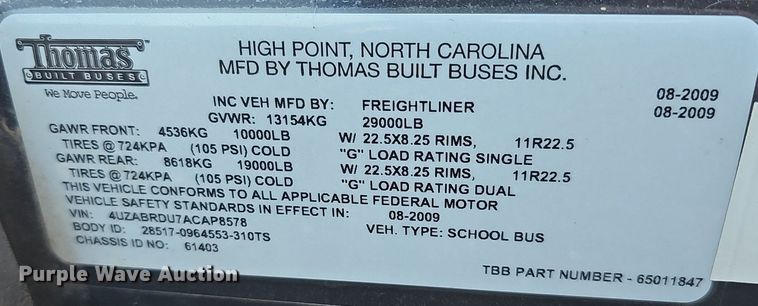 Thomas
BUILT BUSES
We Move People.
HIGH POINT, NORTH CAROLINA
MFD BY THOMAS BUILT BUSES INC.
INC VEH MFD BY: FREIGHTLINER 08-2009
GVWR: 13154KG 29000LB 08-2009
GAWR FRONT: 4536KG 10000LB W/ 22.5X8.25 RIMS, 11R22.5
TIRES @ 724KPA (105 PSI) COLD "G" LOAD RATING SINGLE
GAWR REAR: 8618KG 19000LB W/ 22.5X8.25 RIMS, 11R22.5
TIRES @ 724KPA (105 PSI) COLD "G" LOAD RATING DUAL
THIS VEHICLE CONFORMS TO ALL APPLICABLE FEDERAL MOTOR
VEHICLE SAFETY STANDARDS IN EFFECT IN: 08-2009
VIN: 4UZABRDU7ACAP8578
BODY ID: 28517-0964553-310TS VEH. TYPE: SCHOOL BUS
CHASSIS ID NO: 61403
TBB PART NUMBER - 65011847
Purple Wave Auction